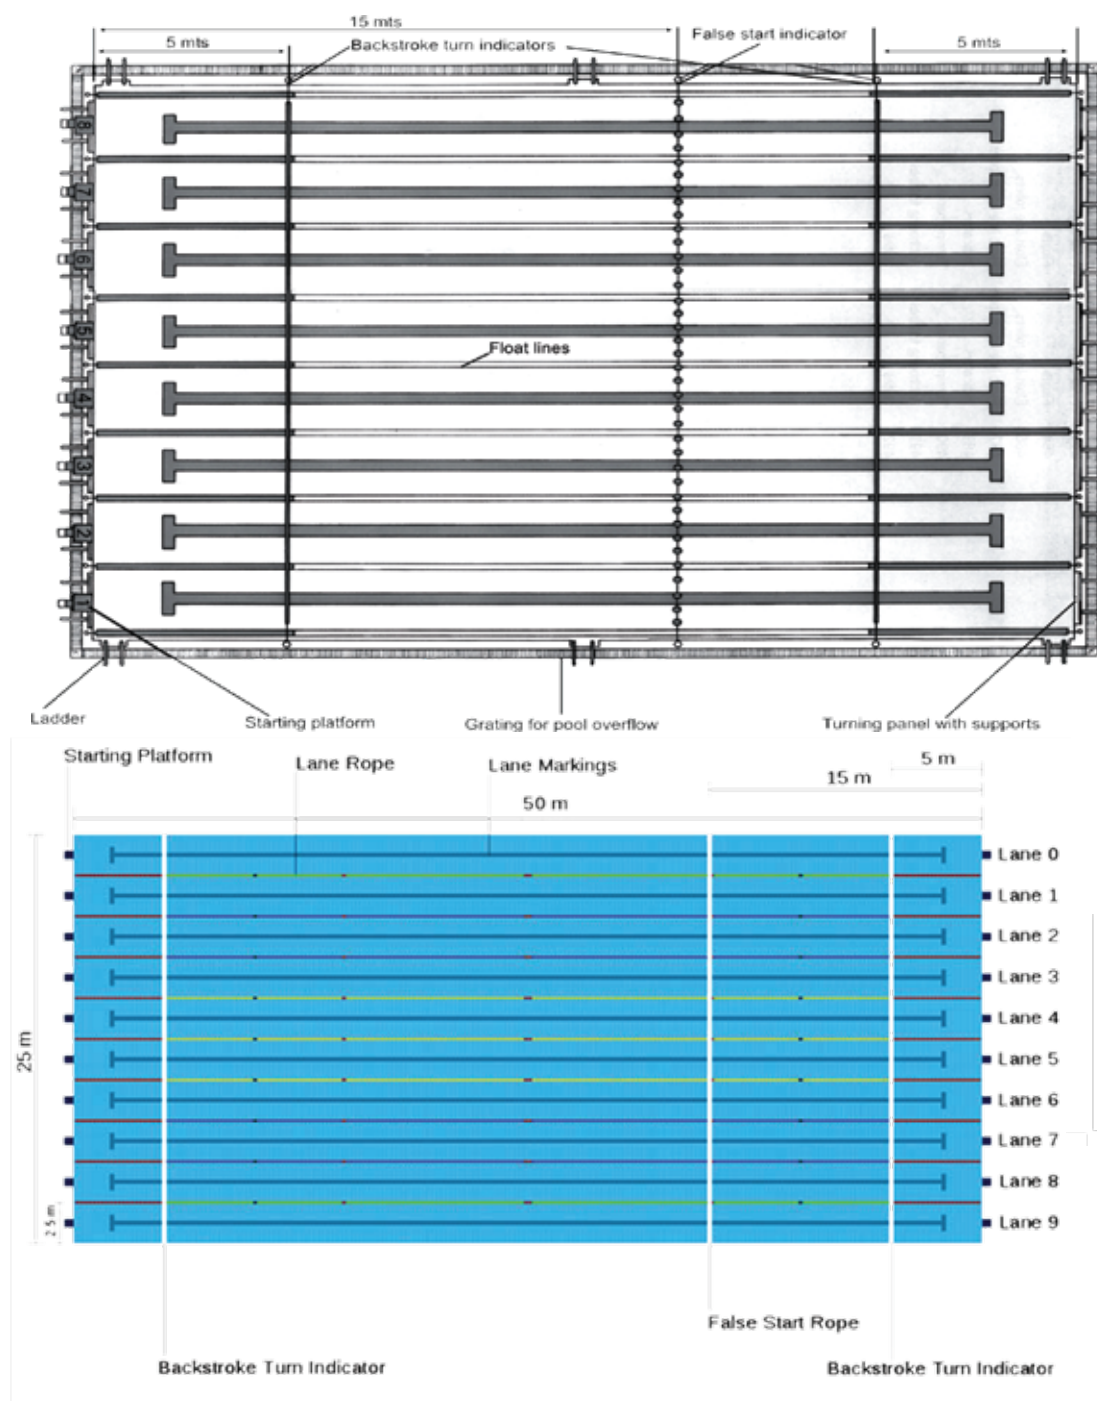 15 mts
5 mts
Backstroke turn indicators
False start indicator
5 mts
8
7
6
5
Float lines
4
3
2
1
Ladder
Starting platform
Grating for pool overflow
Turning panel with supports
Starting Platform
Lane Rope
Lane Markings
5 m
15 m
50 m
Lane 0
Lane 1
Lane 2
Lane 3
Lane 4
25 m
Lane 5
Lane 6
Lane 7
Lane 8
2 5 m
Lane 9
False Start Rope
Backstroke Turn Indicator
Backstroke Turn Indicator